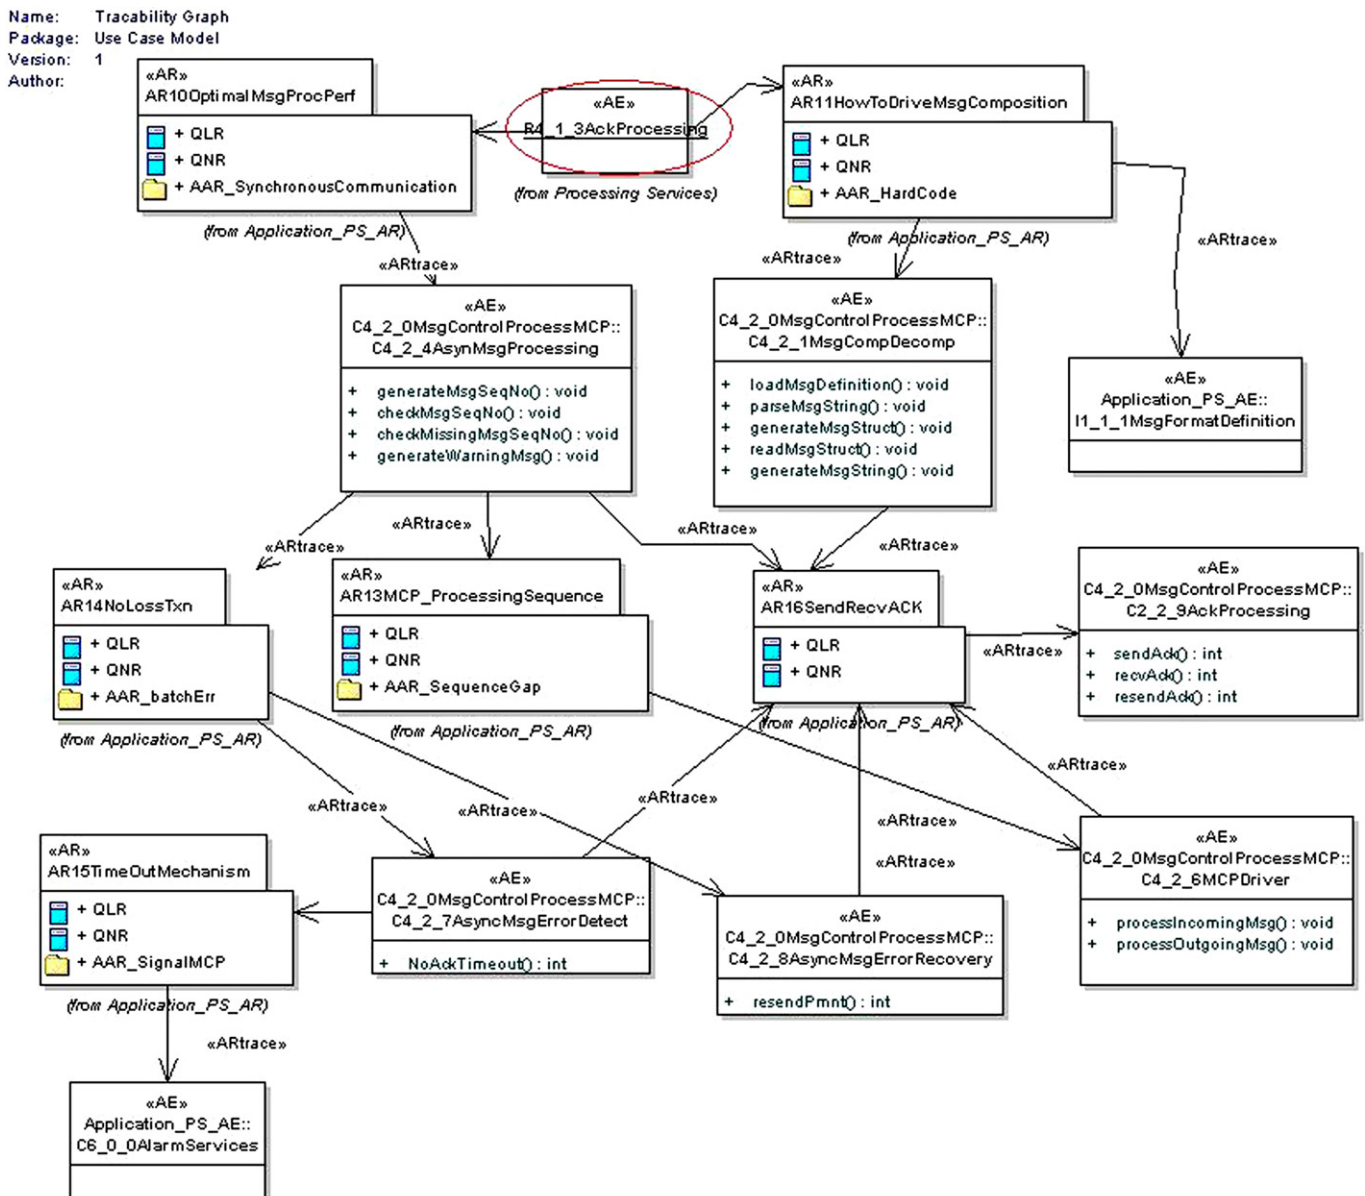 Name: Tracability Graph
Package: Use Case Model
Version: 1
Author:
«AR»
AR10OptimalMsgProcPerf
+ QLR
+ QNR
+ AAR_SynchronousCommunication
(from Application_PS_AR)
«AE»
R4_1_3AckProcessing
(from Processing Services)
«AR»
AR11HowToDriveMsgComposition
+ QLR
+ QNR
+ AAR_HardCode
(from Application_PS_AR)
«ARtrace»
«ARtrace»
«ARtrace»
«AE»
C4_2_0MsgControlProcessMCP::
C4_2_4AsynMsgProcessing
+ generateMsgSeqNo() : void
+ checkMsgSeqNo() : void
+ checkMissingMsgSeqNo() : void
+ generateWarningMsg() : void
«AE»
C4_2_0MsgControlProcessMCP::
C4_2_1MsgCompDecomp
+ loadMsgDefinition() : void
+ parseMsgString() : void
+ generateMsgStruct() : void
+ readMsgStruct() : void
+ generateMsgString() : void
«AE»
Application_PS_AE::
I1_1_1MsgFormatDefinition
«ARtrace»
«ARtrace»
«ARtrace»
«ARtrace»
«AR»
AR14NoLossTxn
+ QLR
+ QNR
+ AAR_batchErr
(from Application_PS_AR)
«AR»
AR13MCP_ProcessingSequence
+ QLR
+ QNR
+ AAR_SequenceGap
(from Application_PS_AR)
«AR»
AR16SendRecvACK
+ QLR
+ QNR
(from Application_PS_AR)
«ARtrace»
«AE»
C4_2_0MsgControlProcessMCP::
C2_2_9AckProcessing
+ sendAck() : int
+ recvAck() : int
+ resendAck() : int
«ARtrace»
«ARtrace»
«ARtrace»
«ARtrace»
«ARtrace»
«ARtrace»
«AR»
AR15TimeOutMechanism
+ QLR
+ QNR
+ AAR_SignalMCP
(from Application_PS_AR)
«AE»
C4_2_0MsgControlProcessMCP::
C4_2_7AsyncMsgErrorDetect
+ NoAckTimeout() : int
«AE»
C4_2_0MsgControlProcessMCP::
C4_2_8AsyncMsgErrorRecovery
+ resendPmnt() : int
«AE»
C4_2_0MsgControlProcessMCP::
C4_2_6MCPDriver
+ processIncomingMsg() : void
+ processOutgoingMsg() : void
«ARtrace»
«AE»
Application_PS_AE::
C6_0_0AlarmServices